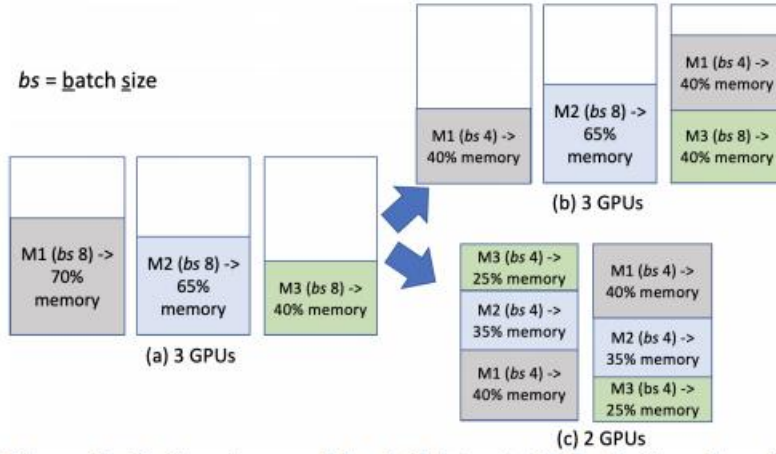 bs = batch size
M1 (bs 8) ->
70%
memory
M2 (bs 8) ->
65%
memory
M3 (bs 8) ->
40% memory
(a) 3 GPUs
M1 (bs 4) ->
40% memory
M2 (bs 8) ->
65%
memory
M1 (bs 4) ->
40% memory
M3 (bs 8) ->
40% memory
(b) 3 GPUs
M3 (bs 4) ->
25% memory
M2 (bs 4) ->
35% memory
M1 (bs 4) ->
40% memory
M1 (bs 4) ->
40% memory
M2 (bs 4) ->
35% memory
M3 (bs 4) ->
25% memory
(c) 2 GPUs